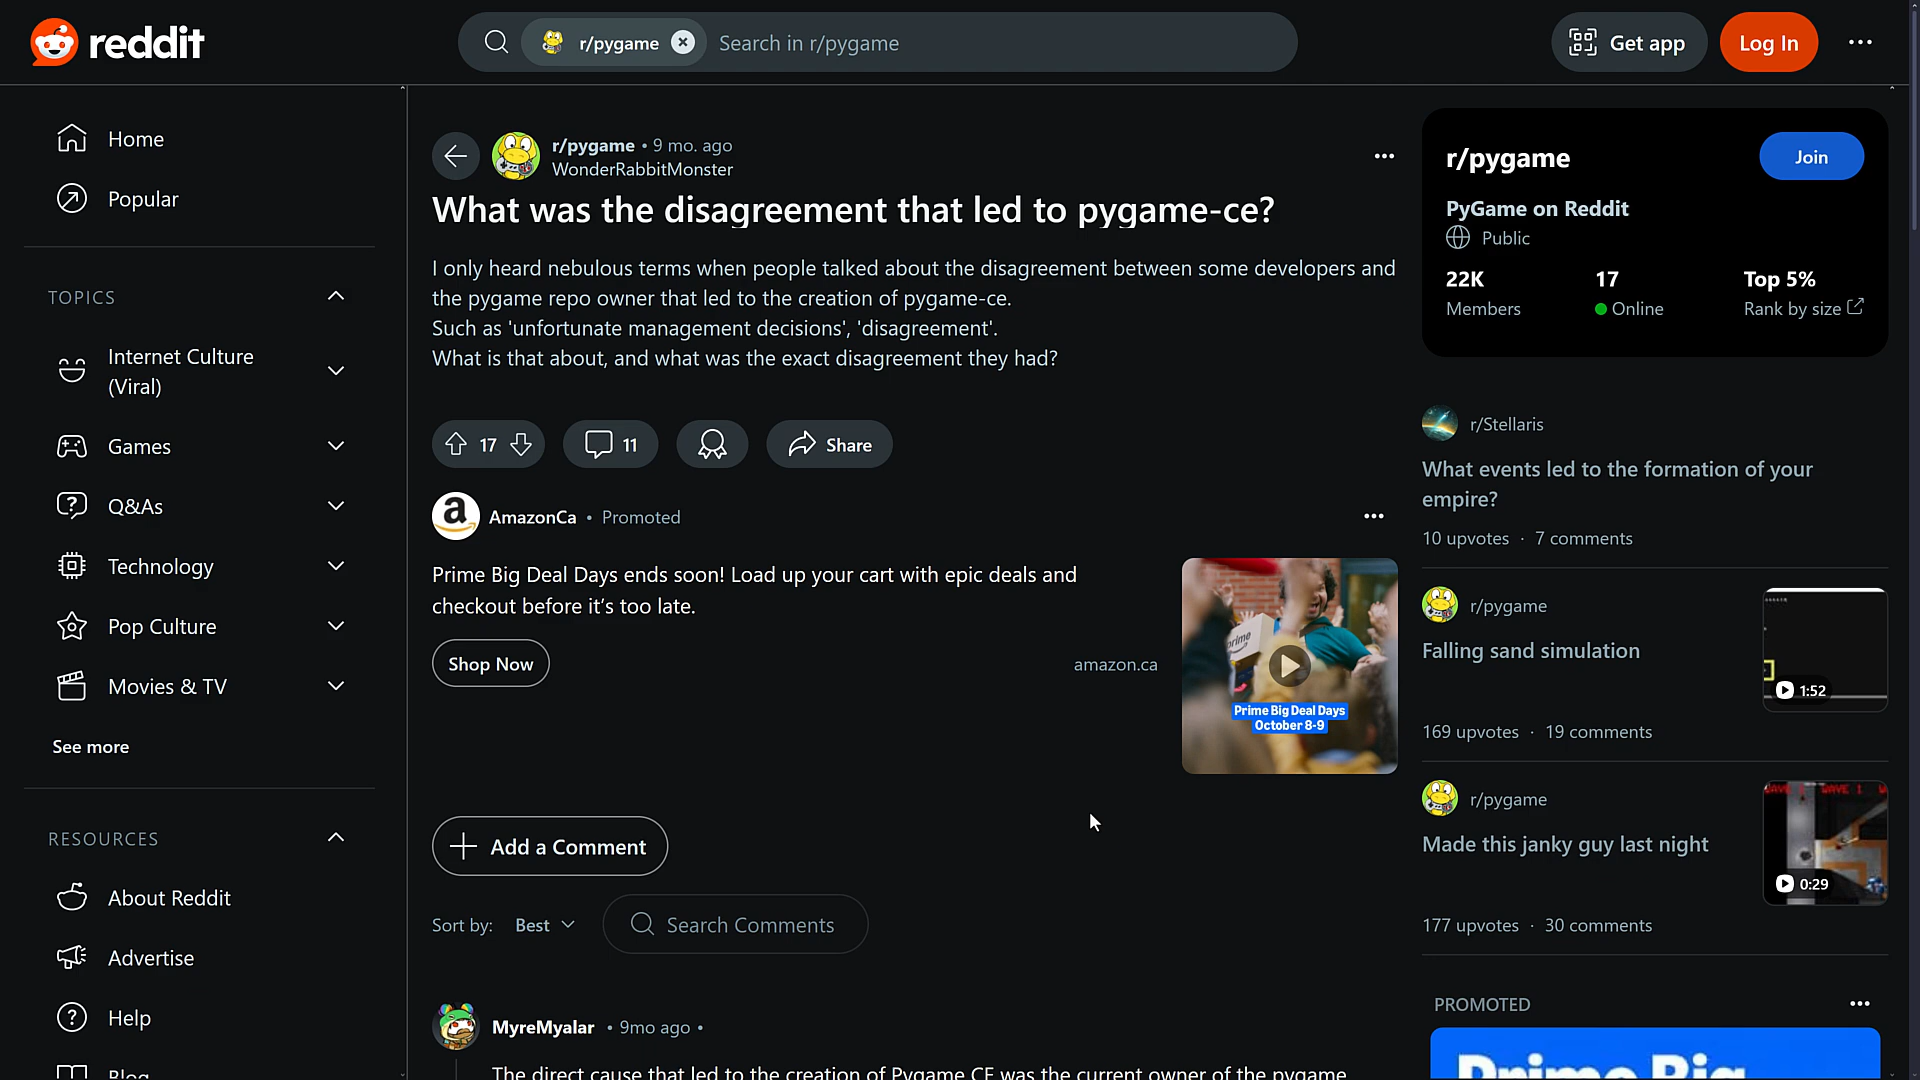 reddit
r/pygame
Search in r/pygame
Get app
Log In
Home
Popular
TOPICS
Internet Culture
(Viral)
Games
Q&As
Technology
Pop Culture
Movies & TV
See more
RESOURCES
About Reddit
Advertise
Help
Blog
r/pygame • 9 mo. ago
WonderRabbitMonster
What was the disagreement that led to pygame-ce?
I only heard nebulous terms when people talked about the disagreement between some developers and
the pygame repo owner that led to the creation of pygame-ce.
Such as 'unfortunate management decisions', 'disagreement'.
What is that about, and what was the exact disagreement they had?
17
11
Share
AmazonCa • Promoted
Prime Big Deal Days ends soon! Load up your cart with epic deals and
checkout before it’s too late.
Shop Now
amazon.ca
prime
Prime Big Deal Days
October 8-9
Add a Comment
Sort by: Best
Search Comments
MyreMyalar • 9mo ago •
The direct cause that led to the creation of Pygame CE was the current owner of the pygame
r/pygame
Join
PyGame on Reddit
Public
22K 17 Top 5%
Members Online Rank by size
r/Stellaris
What events led to the formation of your
empire?
10 upvotes · 7 comments
r/pygame
Falling sand simulation
1:52
169 upvotes · 19 comments
r/pygame
Made this janky guy last night
WAVE 1
0:29
177 upvotes · 30 comments
PROMOTED
Prime Big